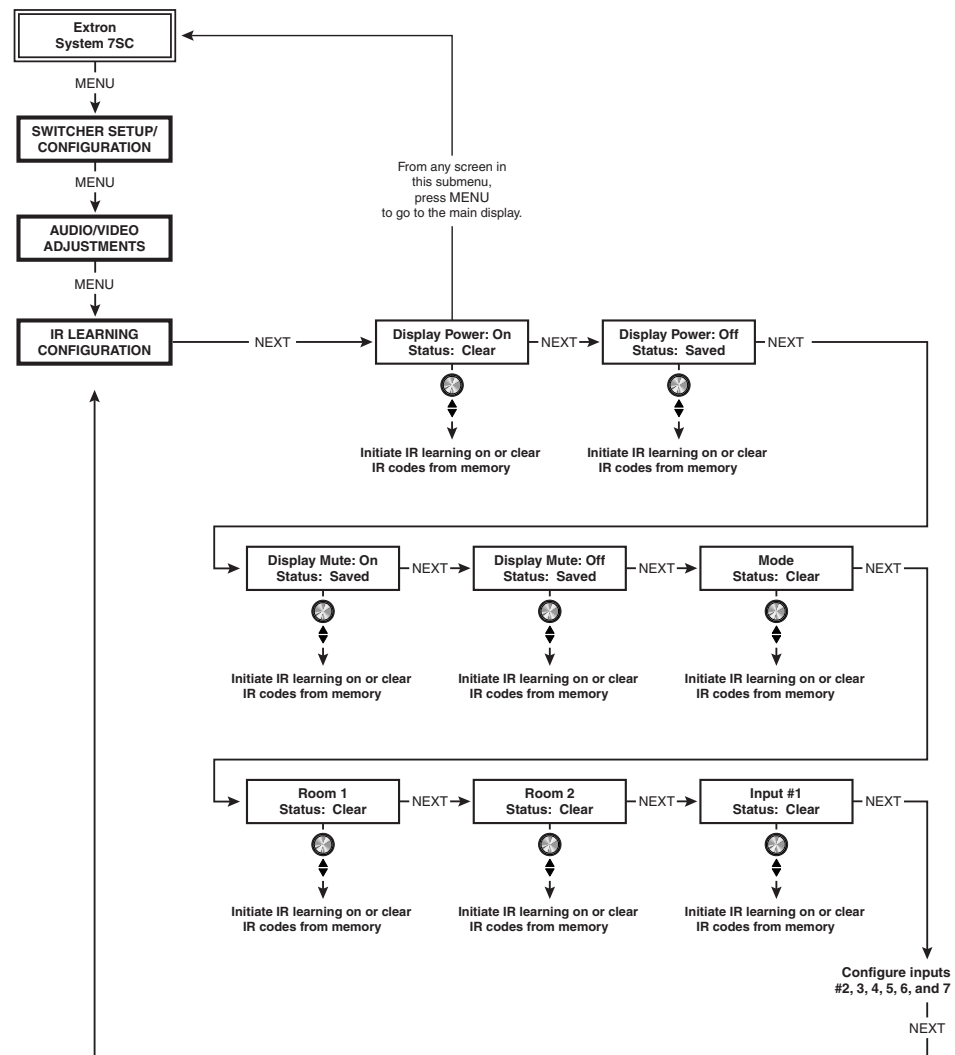 Extron
System 7SC
MENU
SWITCHER SETUP/
CONFIGURATION
MENU
AUDIO/VIDEO
ADJUSTMENTS
MENU
From any screen in
this submenu,
press MENU
to go to the main display.
IR LEARNING
CONFIGURATION
NEXT
Display Power: On
Status: Clear
NEXT
Display Power: Off
Status: Saved
NEXT
Initiate IR learning on or clear
IR codes from memory
Initiate IR learning on or clear
IR codes from memory
Display Mute: On
Status: Saved
NEXT
Display Mute: Off
Status: Saved
NEXT
Mode
Status: Clear
NEXT
Initiate IR learning on or clear
IR codes from memory
Initiate IR learning on or clear
IR codes from memory
Initiate IR learning on or clear
IR codes from memory
Room 1
Status: Clear
NEXT
Room 2
Status: Clear
NEXT
Input #1
Status: Clear
NEXT
Initiate IR learning on or clear
IR codes from memory
Initiate IR learning on or clear
IR codes from memory
Initiate IR learning on or clear
IR codes from memory
Configure inputs
#2, 3, 4, 5, 6, and 7
NEXT